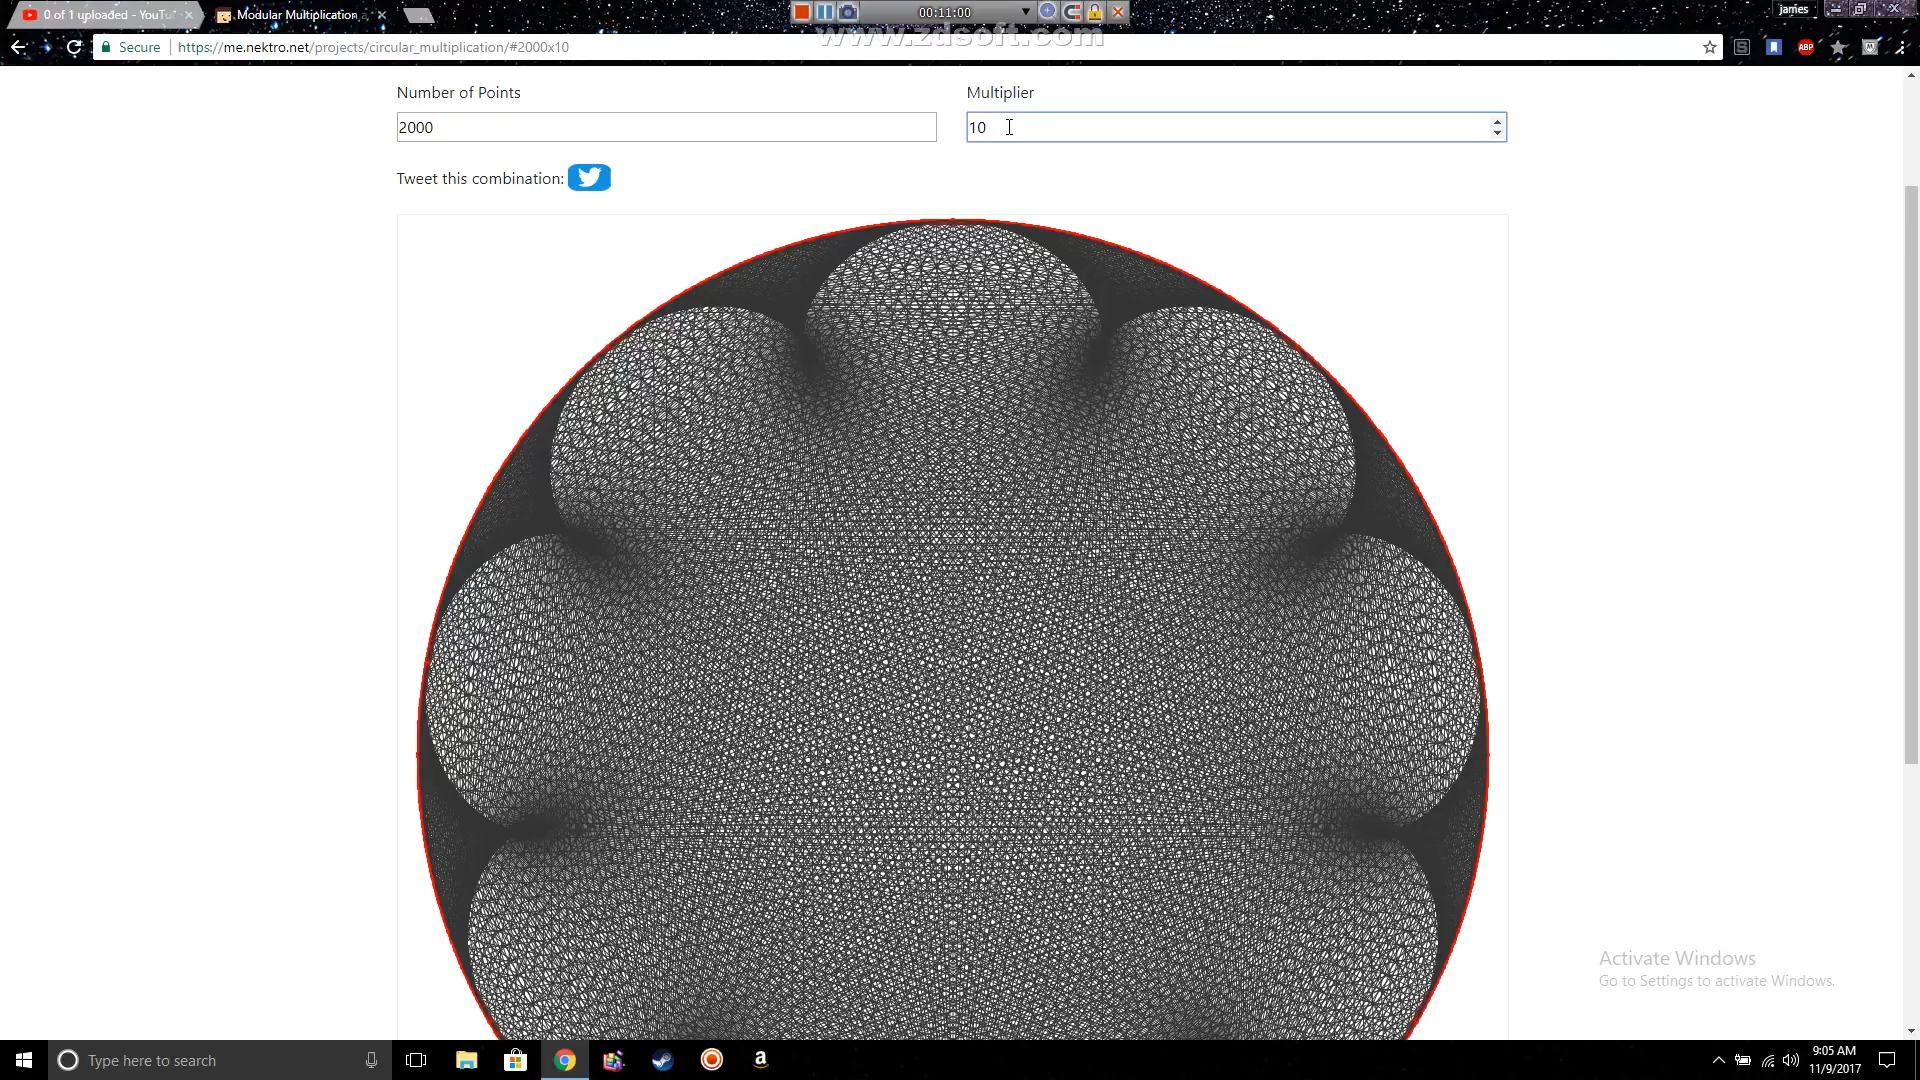 0 of 1 uploaded - YouTu
Modular Multiplication
00:11:00
james
www.zdsoft.com
Secure
https://me.nektro.net/projects/circular_multiplication/#2000x10
ABP
Number of Points
Multiplier
2000
10
Tweet this combination:
Activate Windows
Go to Settings to activate Windows.
Type here to search
9:05 AM
11/9/2017